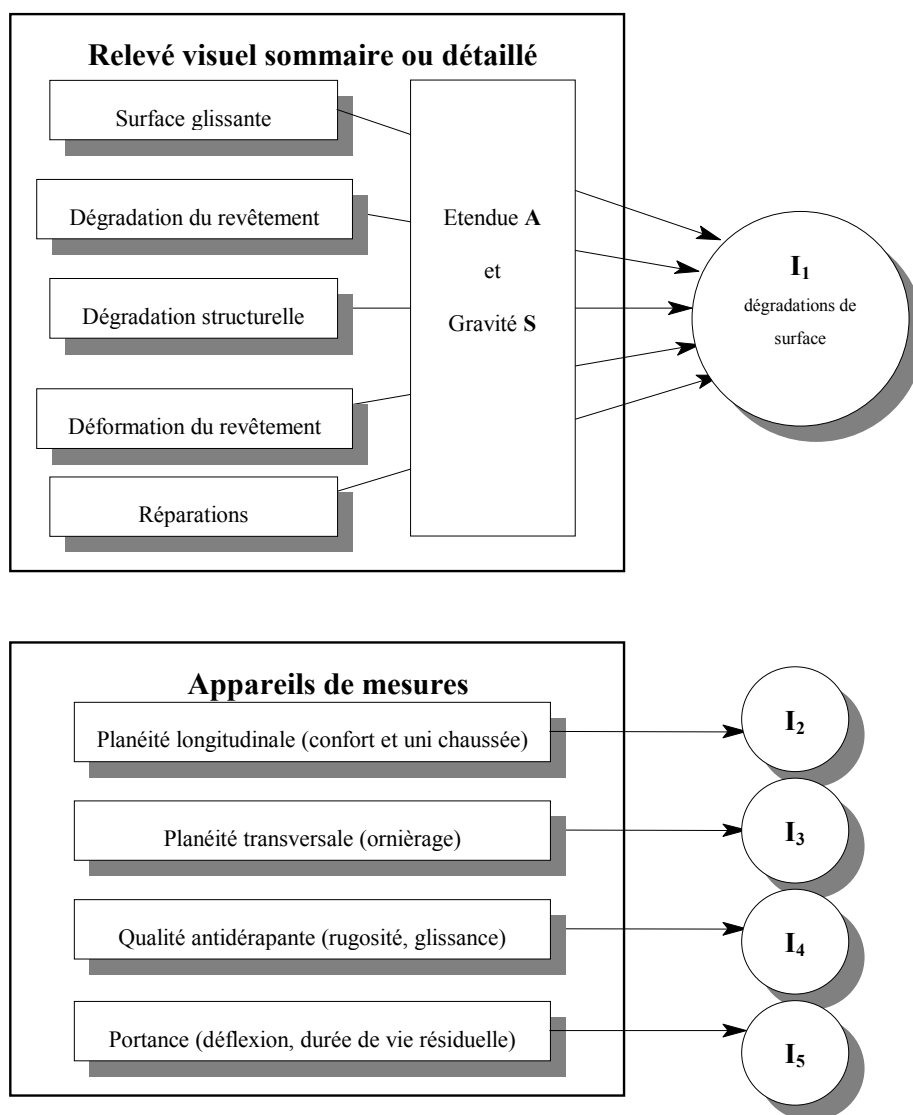 Relevé visuel sommaire ou détaillé
Surface glissante
Dégradation du revêtement
Dégradation structurelle
Déformation du revêtement
Réparations
Etendue A
et
Gravité S
I₁
dégradations de
surface
Appareils de mesures
Planéité longitudinale (confort et uni chaussée)
I₂
Planéité transversale (ornièrage)
I₃
Qualité antidérapante (rugosité, glissance)
I₄
Portance (déflexion, durée de vie résiduelle)
I₅